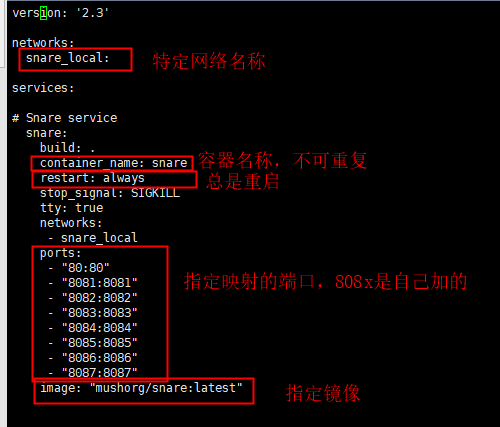 version: '2.3'
networks:
snare_local:
特定网络名称
services:
# Snare service
snare:
build: .
container_name: snare
容器名称，不可重复
restart: always
总是重启
stop_signal: SIGKILL
tty: true
networks:
- snare_local
ports:
- "80:80"
- "8081:8081"
- "8082:8082"
指定映射的端口，808x是自己加的
- "8083:8083"
- "8084:8084"
- "8085:8085"
- "8086:8086"
- "8087:8087"
image: "mushorg/snare:latest"
指定镜像